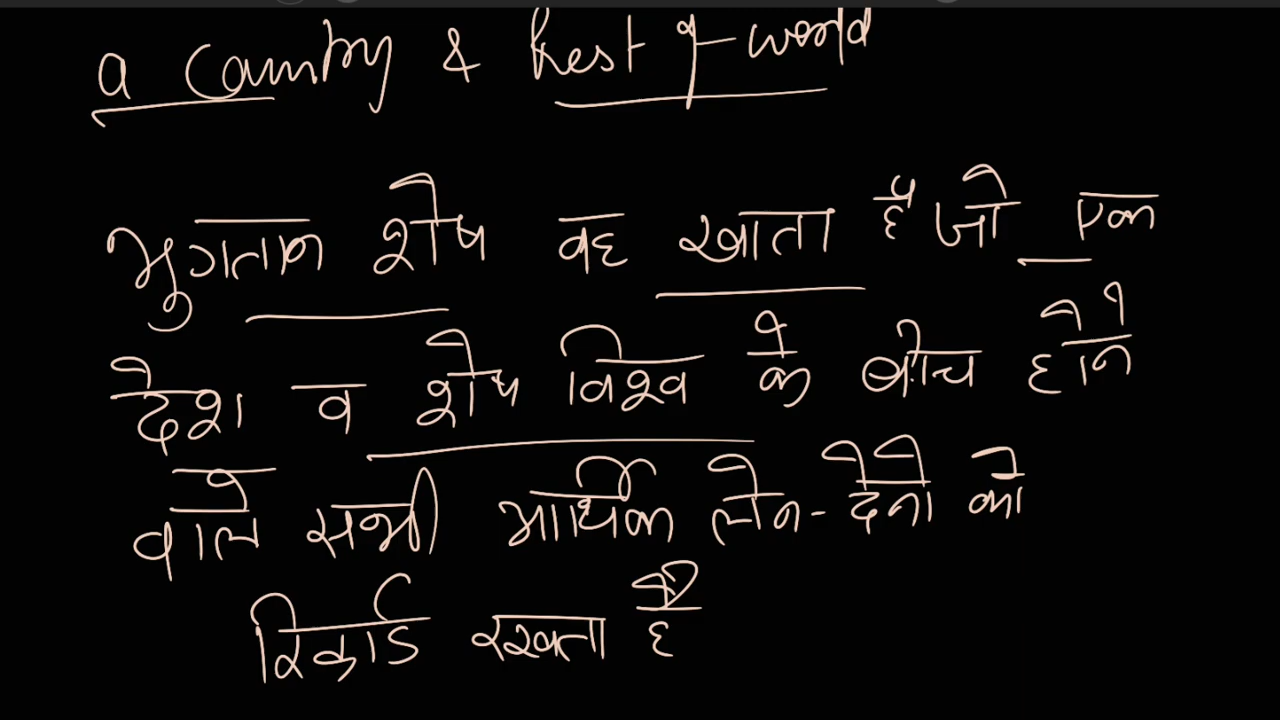 a Country & Rest of world
भुगतान शेष वह खाता है जो एक
देश व शेष विश्व के बीच होने
वाले सभी आर्थिक लेन-देनो को
रिकार्ड रखता है